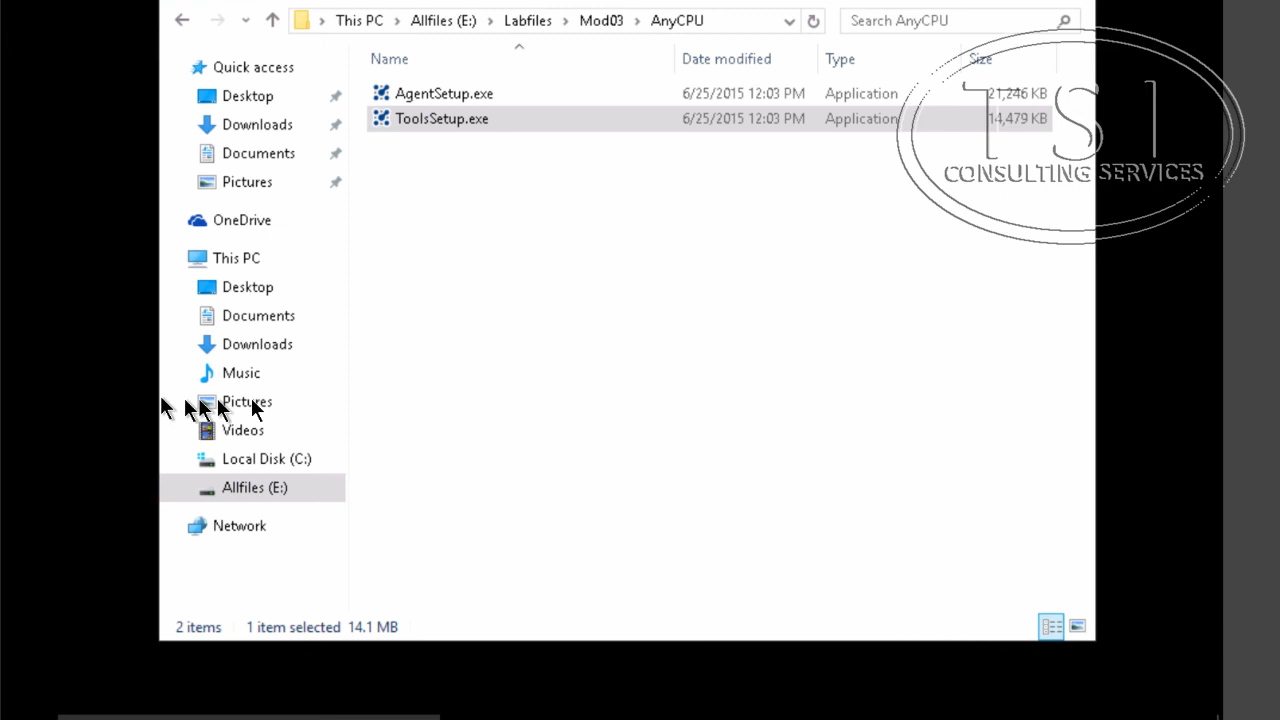 This PC Allfiles (E:) Labfiles Mod03 AnyCPU
Search AnyCPU
Name Date modified Type Size
AgentSetup.exe 6/25/2015 12:03 PM Application 21,246 KB
ToolsSetup.exe 6/25/2015 12:03 PM Application 14,479 KB
Quick access
Desktop
Downloads
Documents
Pictures
OneDrive
This PC
Desktop
Documents
Downloads
Music
Pictures
Videos
Local Disk (C:)
Allfiles (E:)
Network
2 items 1 item selected 14.1 MB
TSI
CONSULTING SERVICES